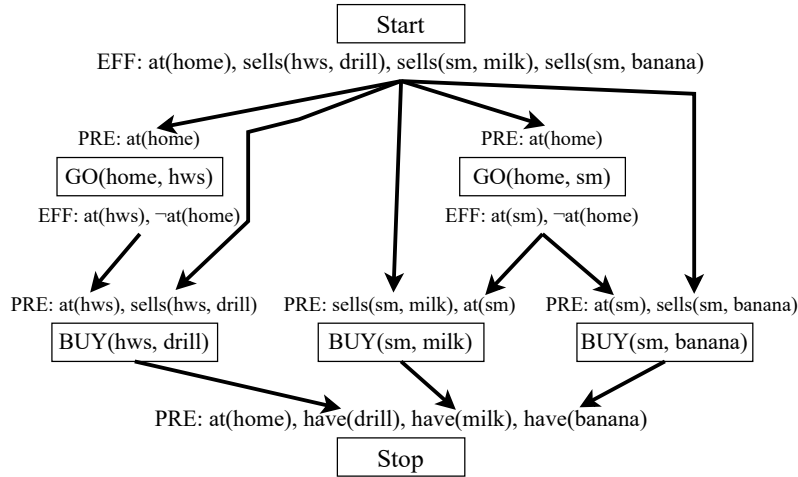 Start
EFF: at(home), sells(hws, drill), sells(sm, milk), sells(sm, banana)
PRE: at(home)
PRE: at(home)
GO(home, hws)
GO(home, sm)
EFF: at(hws), ¬at(home)
EFF: at(sm), ¬at(home)
PRE: at(hws), sells(hws, drill)
PRE: sells(sm, milk), at(sm)
PRE: at(sm), sells(sm, banana)
BUY(hws, drill)
BUY(sm, milk)
BUY(sm, banana)
PRE: at(home), have(drill), have(milk), have(banana)
Stop